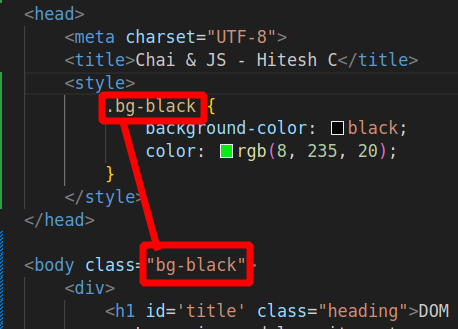 <head>
<meta charset="UTF-8">
<title>Chai & JS - Hitesh C</title>
<style>
.bg-black {
background-color: black;
color: rgb(8, 235, 20);
}
</style>
</head>
<body class="bg-black">
<div>
<h1 id='title' class="heading">DOM